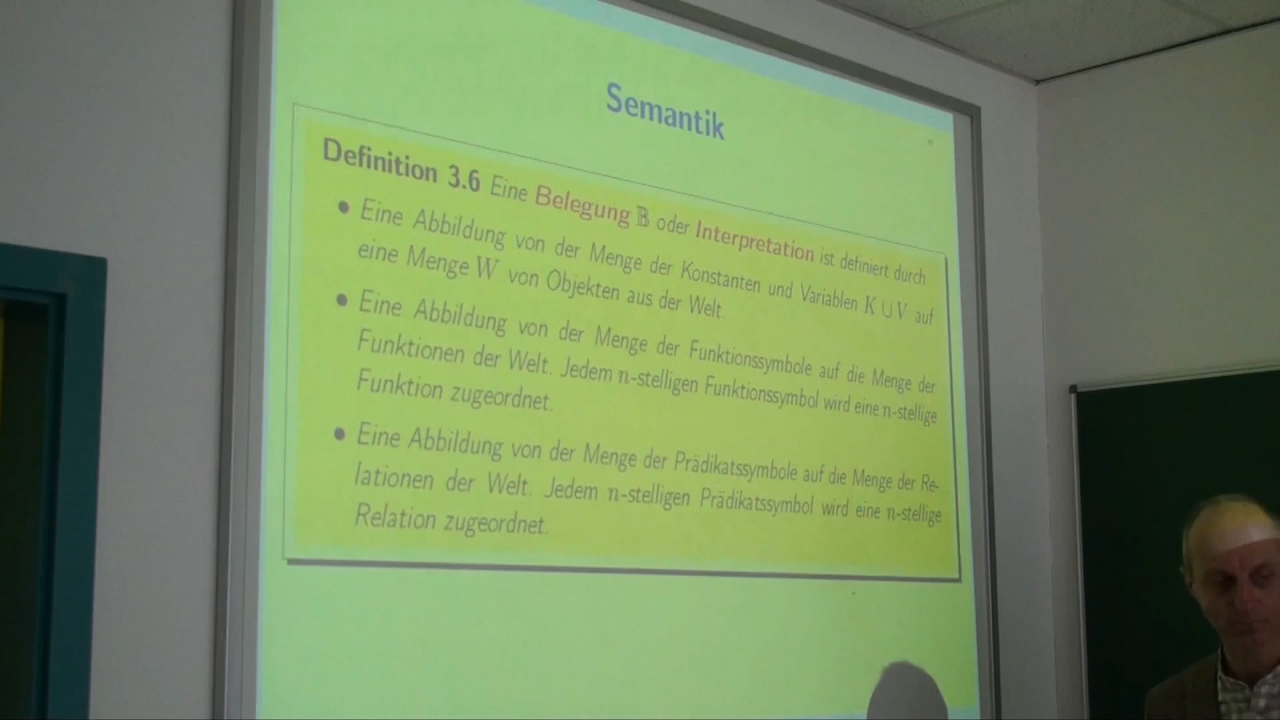 Semantik
Definition 3.6 Eine Belegung 𝔹 oder Interpretation ist definiert durch
• Eine Abbildung von der Menge der Konstanten und Variablen K ∪ V auf
eine Menge W von Objekten aus der Welt.
• Eine Abbildung von der Menge der Funktionssymbole auf die Menge der
Funktionen der Welt. Jedem n-stelligen Funktionssymbol wird eine n-stellige
Funktion zugeordnet.
• Eine Abbildung von der Menge der Prädikatssymbole auf die Menge der Re-
lationen der Welt. Jedem n-stelligen Prädikatssymbol wird eine n-stellige
Relation zugeordnet.